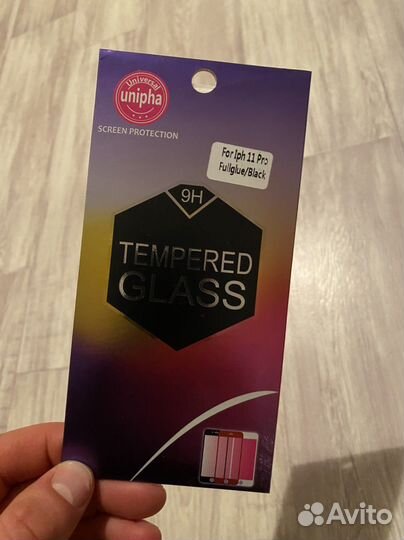 Universal
unipha
SCREEN PROTECTION
For Iph 11 Pro
Fullglue/Black
9H
TEMPERED
GLASS
Avito